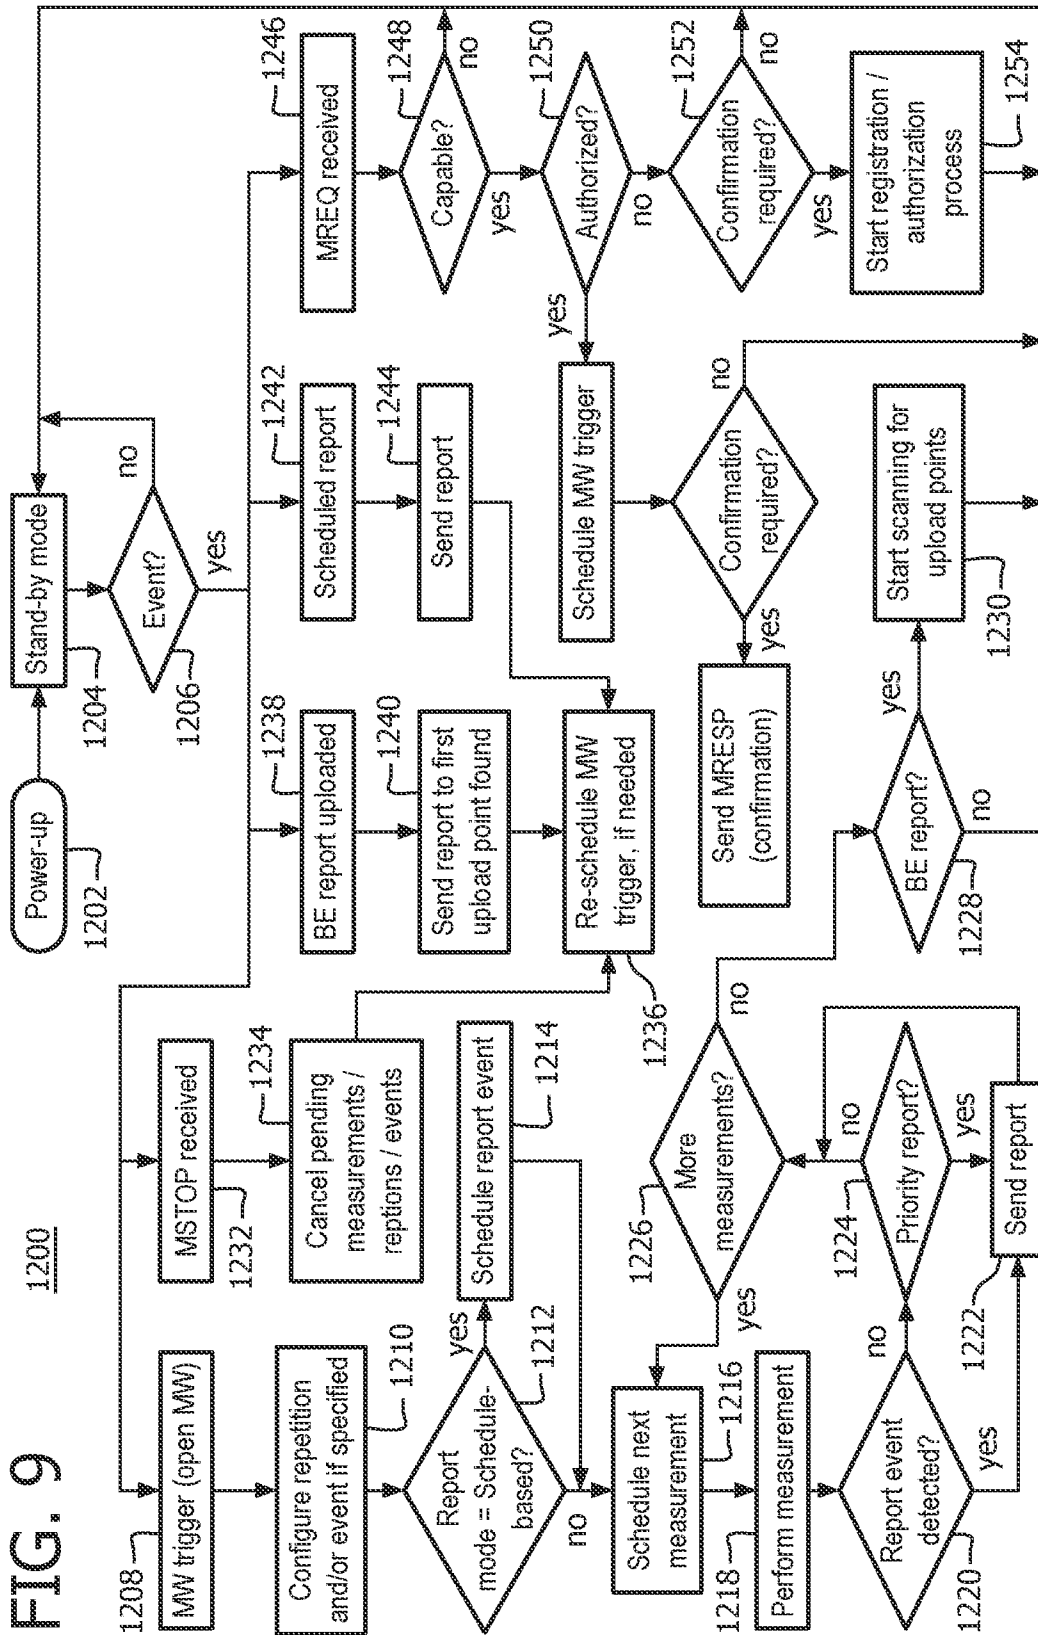 FIG. 9
1200
Power-up
1202
Stand-by mode
1204
Event?
1206
no
yes
MW trigger (open MW)
1208
Configure repetition
and/or event if specified
1210
Report
mode = Schedule-
based?
1212
yes
no
Schedule report event
1214
Schedule next
measurement
1216
Perform measurement
1218
Report event
detected?
1220
no
yes
Send report
1222
Priority report?
1224
no
yes
More
measurements?
1226
yes
no
BE report?
1228
yes
no
Start scanning for
upload points
1230
MSTOP received
1232
Cancel pending
measurements /
reptions / events
1234
Re-schedule MW
trigger, if needed
1236
BE report uploaded
1238
Send report to first
upload point found
1240
Scheduled report
1242
Send report
1244
MREQ received
1246
Capable?
1248
no
yes
Authorized?
1250
yes
no
Schedule MW trigger
Confirmation
required?
no
yes
Send MRESP
(confirmation)
Confirmation
required?
1252
no
yes
Start registration /
authorization
process
1254